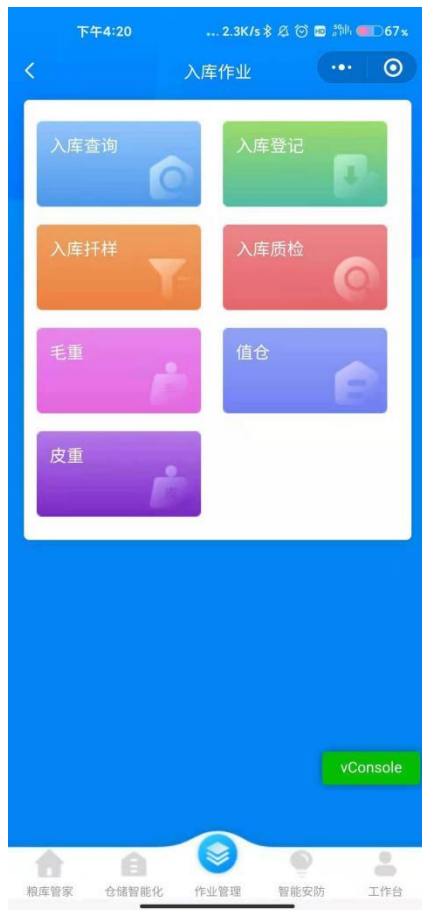 下午4:20
... 2.3K/s HD 5G 67%
入库作业
入库查询
入库登记
入库扦样
入库质检
毛重
值仓
皮重
vConsole
粮库管家
仓储智能化
作业管理
智能安防
工作台